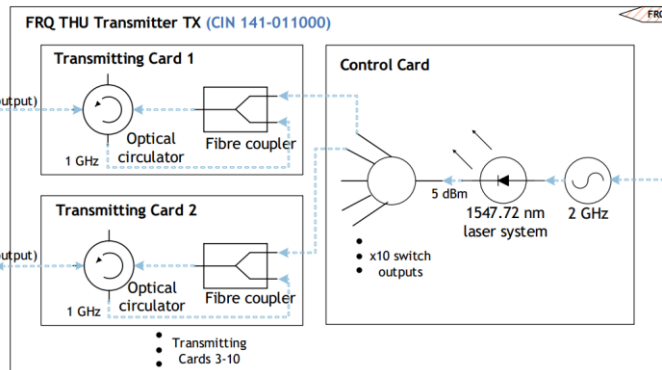 FRQ THU Transmitter TX (CIN 141-011000)
FRQ
Transmitting Card 1
Control Card
output)
Optical
circulator
Fibre coupler
1 GHz
5 dBm
1547.72 nm
laser system
2 GHz
Transmitting Card 2
x10 switch
outputs
output)
Optical
circulator
Fibre coupler
1 GHz
Transmitting
Cards 3-10